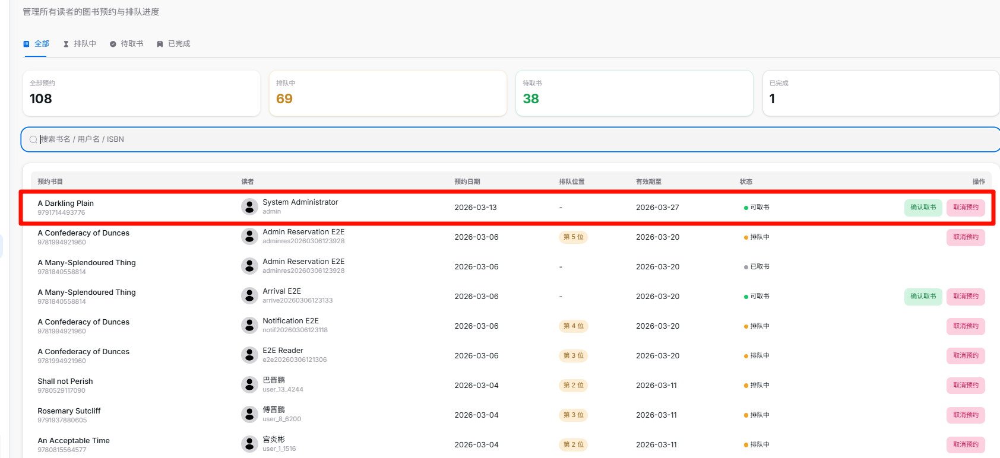 管理所有读者的图书预约与排队进度
全部 排队中 待取书 已完成
全部预约 排队中 待取书 已完成
108 69 38 1
搜索书名 / 用户名 / ISBN
预约书目 读者 预约日期 排队位置 有效期至 状态 操作
A Darkling Plain System Administrator 2026-03-13 - 2026-03-27 可取书 确认取书 取消预约
9791714493776 admin
A Confederacy of Dunces Admin Reservation E2E 2026-03-06 第 5 位 2026-03-20 排队中 取消预约
9781994921960 adminres20260306123928
A Many-Splendoured Thing Admin Reservation E2E 2026-03-06 - 2026-03-20 已取书
9781840558814 adminres20260306123928
A Many-Splendoured Thing Arrival E2E 2026-03-06 - 2026-03-20 可取书 确认取书 取消预约
9781840558814 arrive20260306123133
A Confederacy of Dunces Notification E2E 2026-03-06 第 4 位 2026-03-20 排队中 取消预约
9781994921960 notif20260306123118
A Confederacy of Dunces E2E Reader 2026-03-06 第 3 位 2026-03-20 排队中 取消预约
9781994921960 e2e20260306121306
Shall not Perish 巴晋鹏 2026-03-04 第 2 位 2026-03-11 排队中 取消预约
9780529117090 user_13_4244
Rosemary Sutcliff 傅晋鹏 2026-03-04 第 3 位 2026-03-11 排队中 取消预约
9791937880605 user_8_6200
An Acceptable Time 宫炎彬 2026-03-04 第 2 位 2026-03-11 排队中 取消预约
9780815564577 user_1_1516